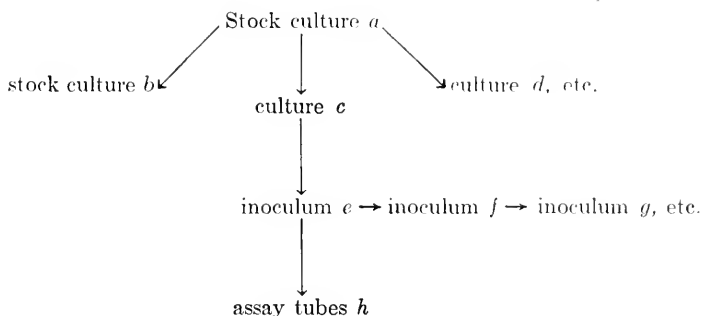 Stock culture a
stock culture b
culture d, etc.
culture c
inoculum e → inoculum f → inoculum g, etc.
assay tubes h